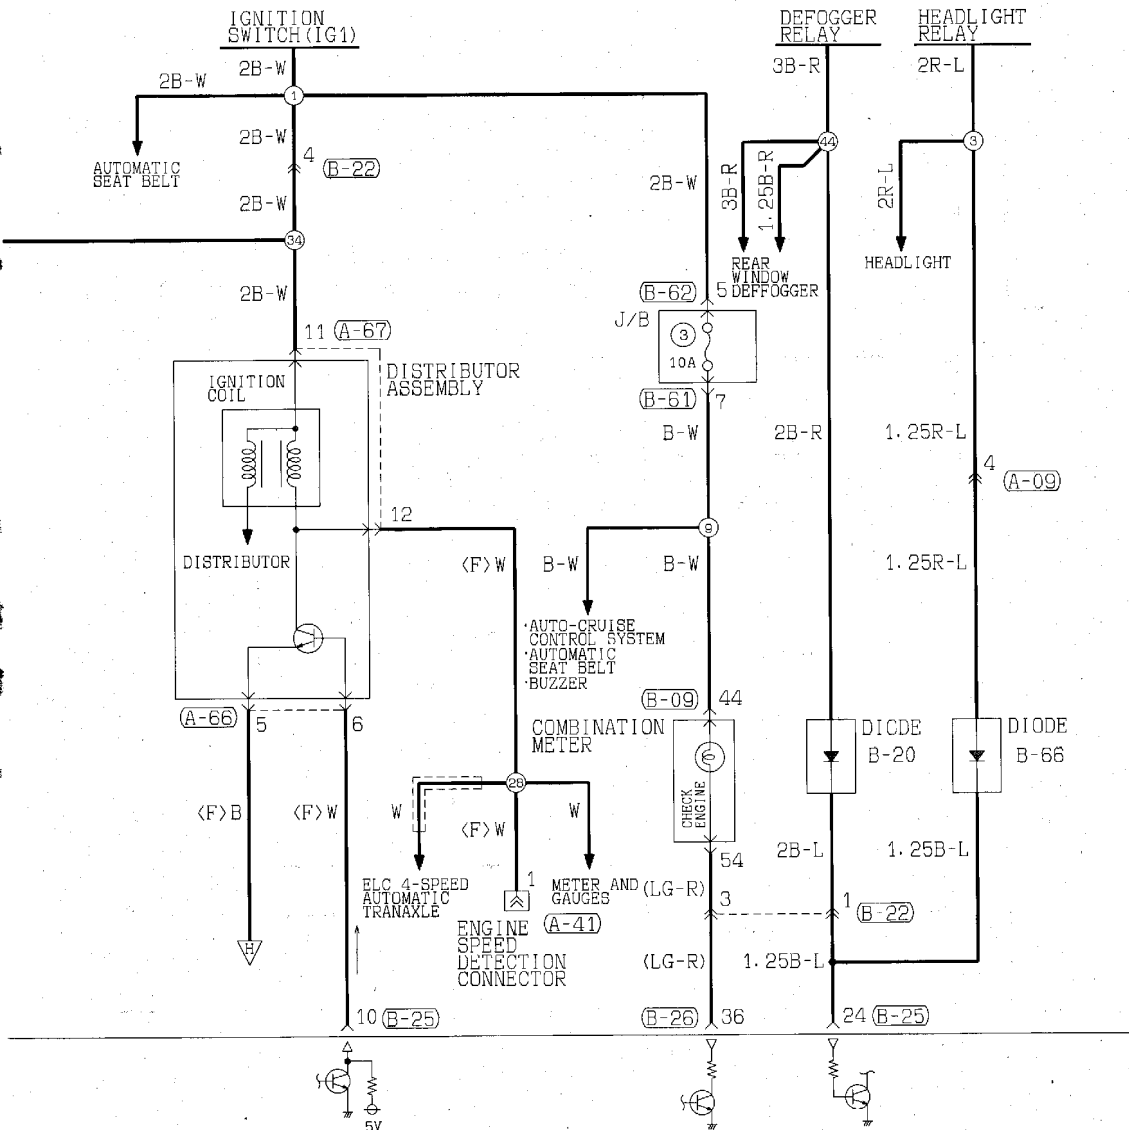 IGNITION
SWITCH(IG1)
DEFOGGER
RELAY
HEADLIGHT
RELAY
2B-W
3B-R
2R-L
2B-W
1
2B-W
4
B-22
44
3
AUTOMATIC
SEAT BELT
3B-R
1.25B-R
2R-L
2B-W
2B-W
34
REAR
WINDOW
DEFFOGGER
HEADLIGHT
2B-W
B-62
5
J/B
3
10A
11
A-67
DISTRIBUTOR
ASSEMBLY
IGNITION
COIL
B-61
7
B-W
2B-R
1.25R-L
4
A-09
12
9
DISTRIBUTOR
<F>W
B-W
B-W
1.25R-L
·AUTO-CRUISE
CONTROL SYSTEM
·AUTOMATIC
SEAT BELT
·BUZZER
B-09
44
A-66
5
6
COMBINATION
METER
CHECK
ENGINE
DICDE
B-20
DIODE
B-66
28
<F>B
<F>W
W
<F>W
W
54
2B-L
1.25B-L
ELC 4-SPEED
AUTOMATIC
TRANAXLE
1
METER AND
GAUGES
(LG-R)
3
1
B-22
A-41
H
ENGINE
SPEED
DETECTION
CONNECTOR
(LG-R)
1.25B-L
10
B-25
B-26
36
24
B-25
5V